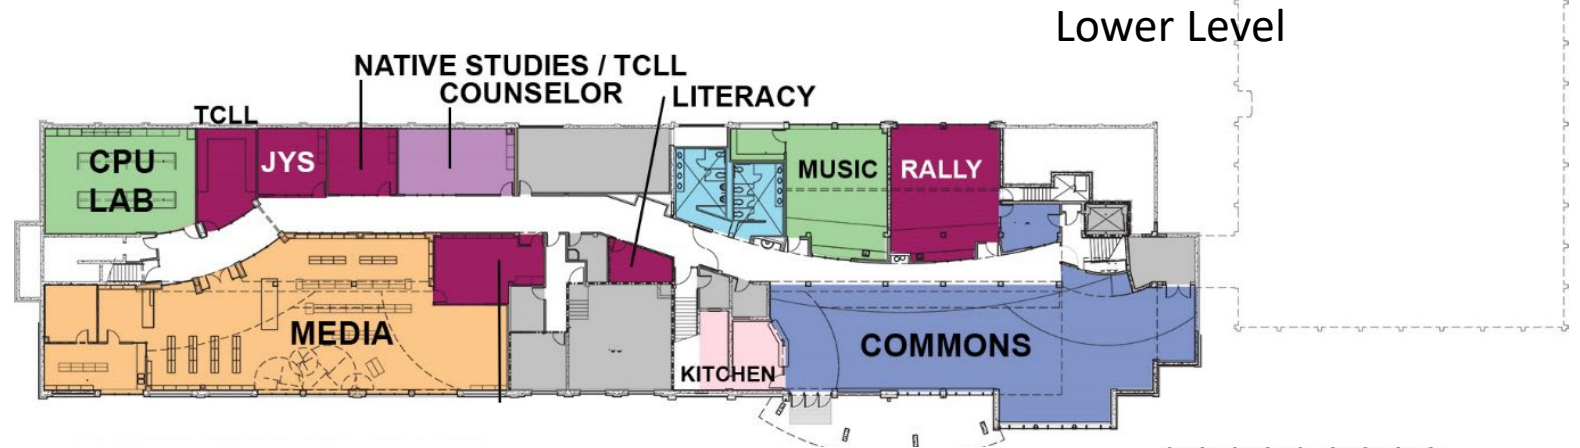 Lower Level
NATIVE STUDIES / TCLL
COUNSELOR
LITERACY
TCLL
CPU
LAB
JYS
MUSIC
RALLY
MEDIA
COMMONS
KITCHEN